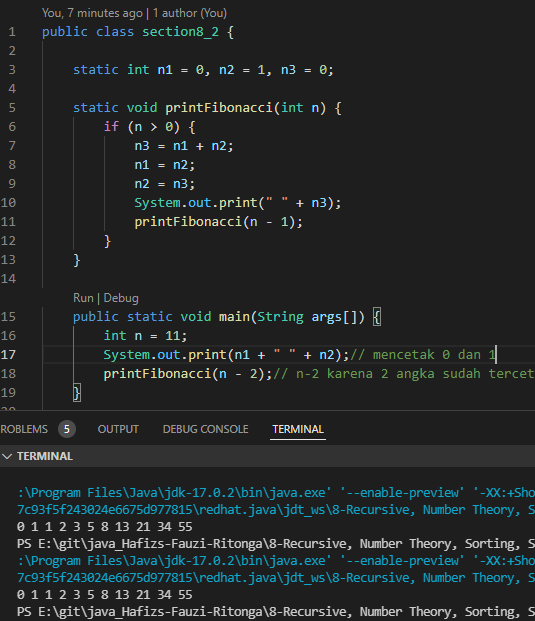 You, 7 minutes ago | 1 author (You)
1 public class section8_2 {
2
3 static int n1 = 0, n2 = 1, n3 = 0;
4
5 static void printFibonacci(int n) {
6 if (n > 0) {
7 n3 = n1 + n2;
8 n1 = n2;
9 n2 = n3;
10 System.out.print(" " + n3);
11 printFibonacci(n - 1);
12 }
13 }
14
Run | Debug
15 public static void main(String args[]) {
16 int n = 11;
17 System.out.print(n1 + " " + n2);// mencetak 0 dan 1
18 printFibonacci(n - 2);// n-2 karena 2 angka sudah tercet
19 }
20
ROBLEMS 5 OUTPUT DEBUG CONSOLE TERMINAL
TERMINAL
:\Program Files\Java\jdk-17.0.2\bin\java.exe' '--enable-preview' '-XX:+Sho
7c93f5f243024e6675d977815\redhat.java\jdt_ws\8-Recursive, Number Theory, S
0 1 1 2 3 5 8 13 21 34 55
PS E:\git\java_Hafizs-Fauzi-Ritonga\8-Recursive, Number Theory, Sorting, S
:\Program Files\Java\jdk-17.0.2\bin\java.exe' '--enable-preview' '-XX:+Sho
7c93f5f243024e6675d977815\redhat.java\jdt_ws\8-Recursive, Number Theory, S
0 1 1 2 3 5 8 13 21 34 55
PS E:\git\java_Hafizs-Fauzi-Ritonga\8-Recursive, Number Theory, Sorting, S